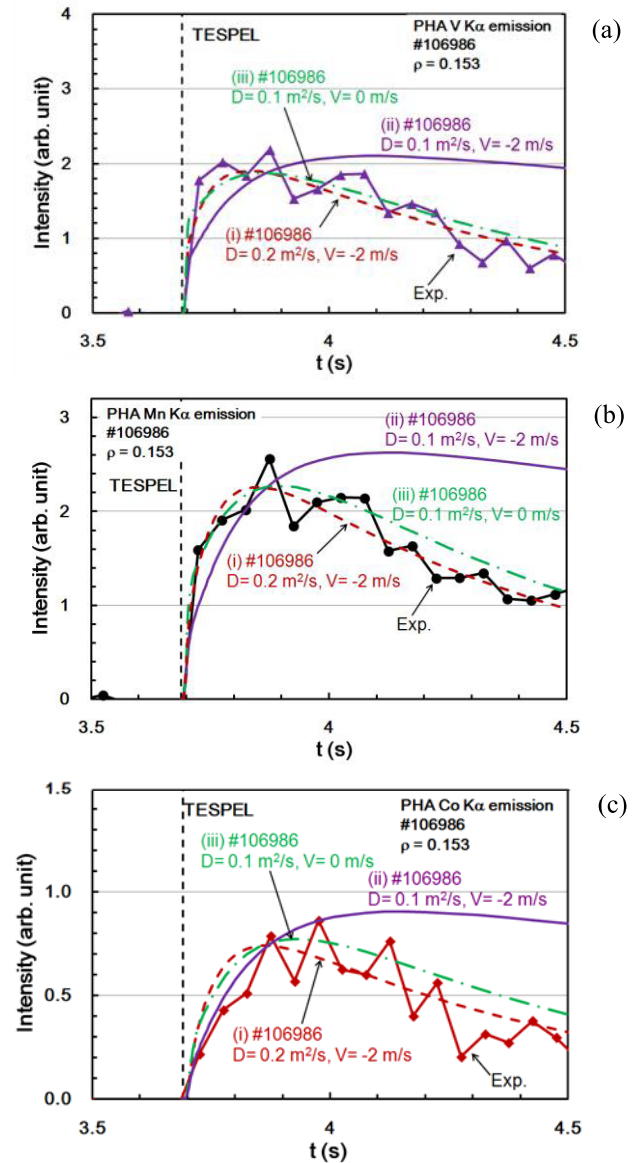 (a)
TESPEL
PHA V Kα emission
#106986
ρ = 0.153
(iii) #106986
D= 0.1 m²/s, V= 0 m/s
(ii) #106986
D= 0.1 m²/s, V= -2 m/s
(i) #106986
D= 0.2 m²/s, V= -2 m/s
Exp.
Intensity (arb. unit)
4
3
2
1
0
3.5
4
4.5
t (s)
(b)
PHA Mn Kα emission
#106986
ρ = 0.153
TESPEL
(ii) #106986
D= 0.1 m²/s, V= -2 m/s
(iii) #106986
D= 0.1 m²/s, V= 0 m/s
(i) #106986
D= 0.2 m²/s, V= -2 m/s
Exp.
Intensity (arb. unit)
3
2
1
0
3.5
4
4.5
t (s)
(c)
TESPEL
PHA Co Kα emission
#106986
ρ = 0.153
(iii) #106986
D= 0.1 m²/s, V= 0 m/s
(ii) #106986
D= 0.1 m²/s, V= -2 m/s
(i) #106986
D= 0.2 m²/s, V= -2 m/s
Exp.
Intensity (arb. unit)
1.5
1.0
0.5
0.0
3.5
4
4.5
t (s)